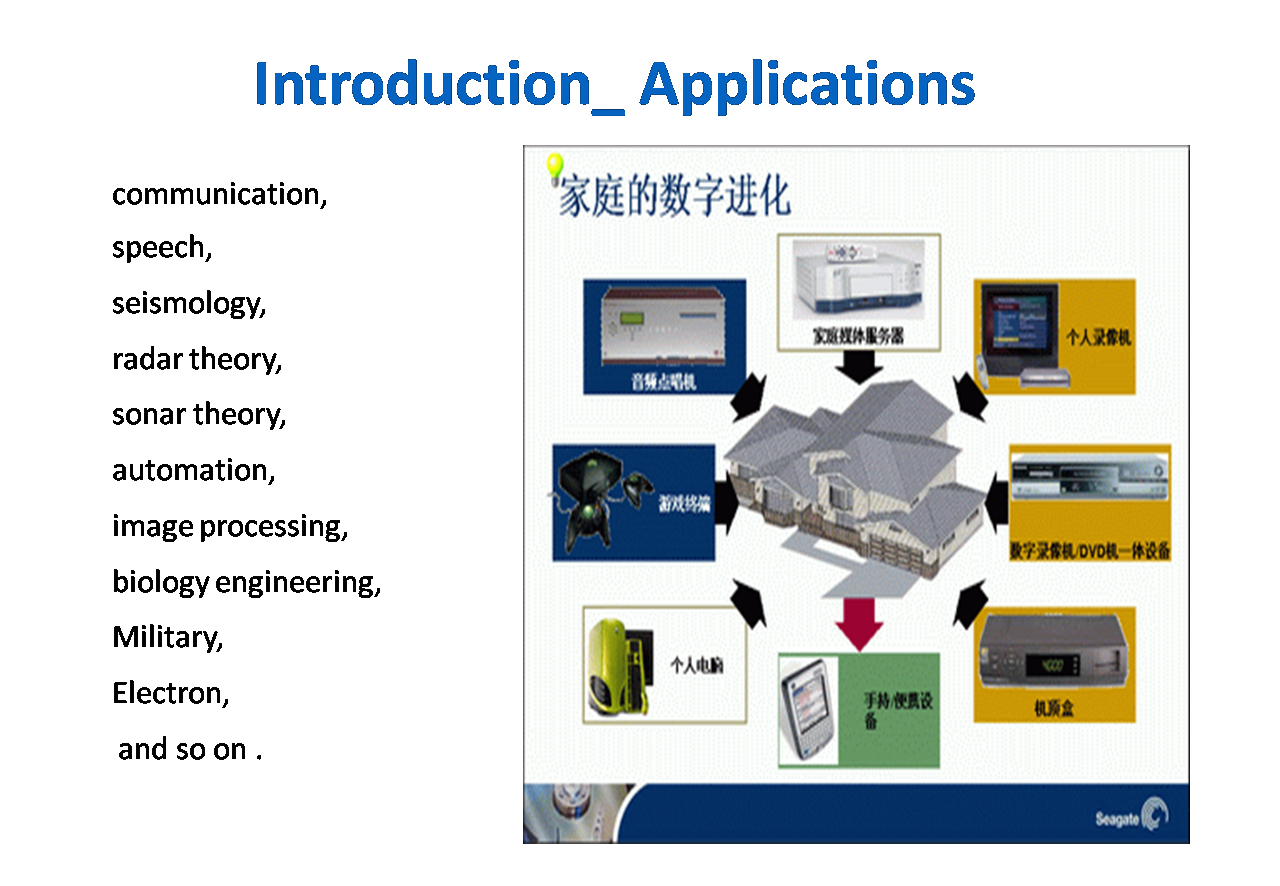 Introduction_ Applications
communication,
speech,
seismology,
radar theory,
sonar theory,
automation,
image processing,
biology engineering,
Military,
Electron,
and so on .
家庭的数字进化
家庭媒体服务器
音频点唱机
个人录像机
游戏终端
数字录像机/DVD机一体设备
个人电脑
手持/便携设
备
机顶盒
Seagate